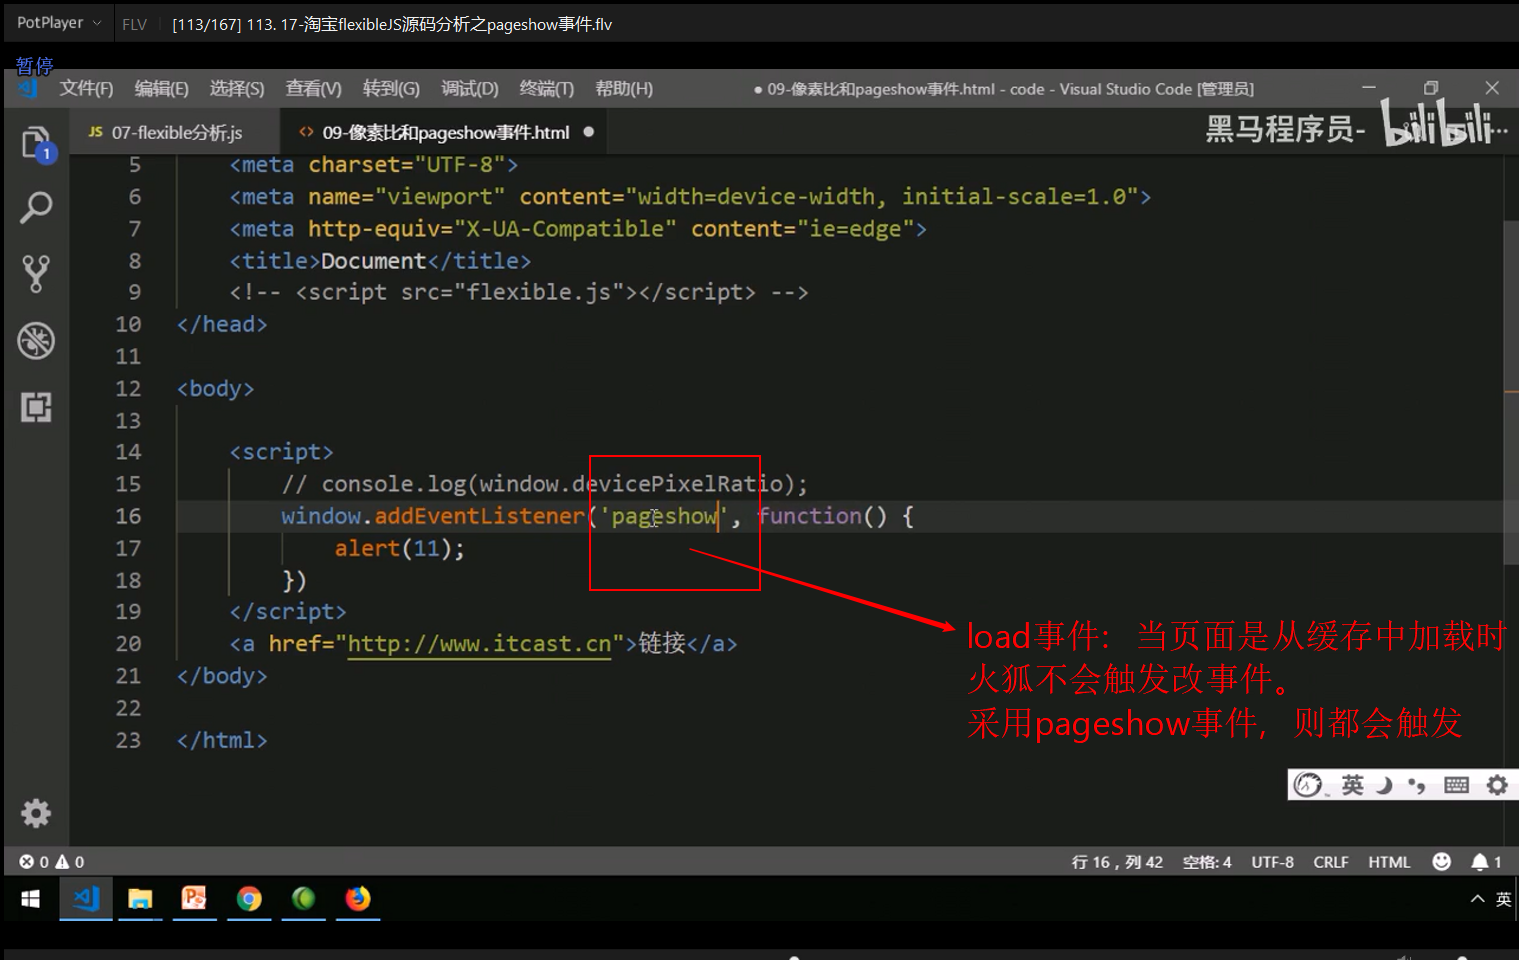 PotPlayer FLV [113/167] 113. 17-淘宝flexibleJS源码分析之pageshow事件.flv
暂停
文件(F) 编辑(E) 选择(S) 查看(V) 转到(G) 调试(D) 终端(T) 帮助(H) ● 09-像素比和pageshow事件.html - code - Visual Studio Code [管理员]
JS 07-flexible分析.js <> 09-像素比和pageshow事件.html ●
黑马程序员- bilibili
1
5 <meta charset="UTF-8">
6 <meta name="viewport" content="width=device-width, initial-scale=1.0">
7 <meta http-equiv="X-UA-Compatible" content="ie=edge">
8 <title>Document</title>
9 <!-- <script src="flexible.js"></script> -->
10 </head>
11
12 <body>
13
14 <script>
15 // console.log(window.devicePixelRatio);
16 window.addEventListener('pageshow', function() {
17 alert(11);
18 })
19 </script>
20 <a href="http://www.itcast.cn">链接</a>
21 </body>
22
23 </html>
load事件：当页面是从缓存中加载时
火狐不会触发改事件。
采用pageshow事件，则都会触发
英
0 0 行 16，列 42 空格: 4 UTF-8 CRLF HTML 1
英